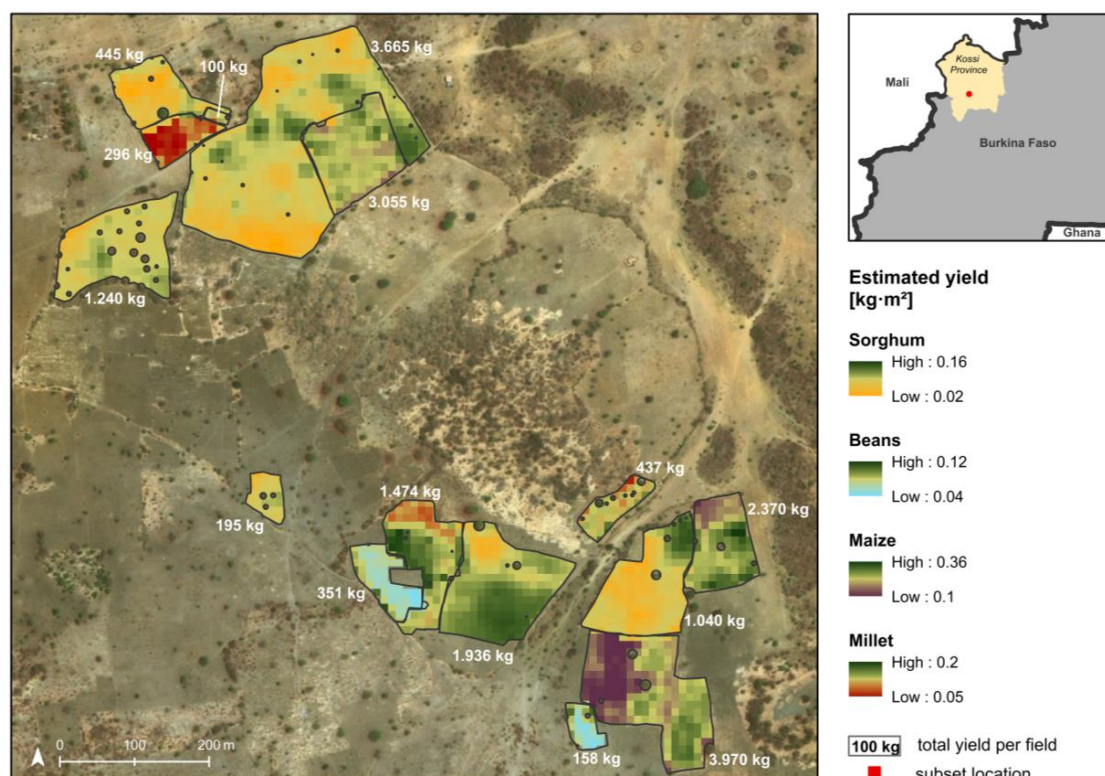 445 kg
100 kg
3.665 kg
296 kg
3.055 kg
1.240 kg
437 kg
1.474 kg
2.370 kg
195 kg
351 kg
1.040 kg
1.936 kg
158 kg
3.970 kg
0 100 200 m
Kossi
Province
Mali
Burkina Faso
Ghana
Estimated yield
[kg·m²]
Sorghum
High : 0.16
Low : 0.02
Beans
High : 0.12
Low : 0.04
Maize
High : 0.36
Low : 0.1
Millet
High : 0.2
Low : 0.05
100 kg total yield per field
subset location